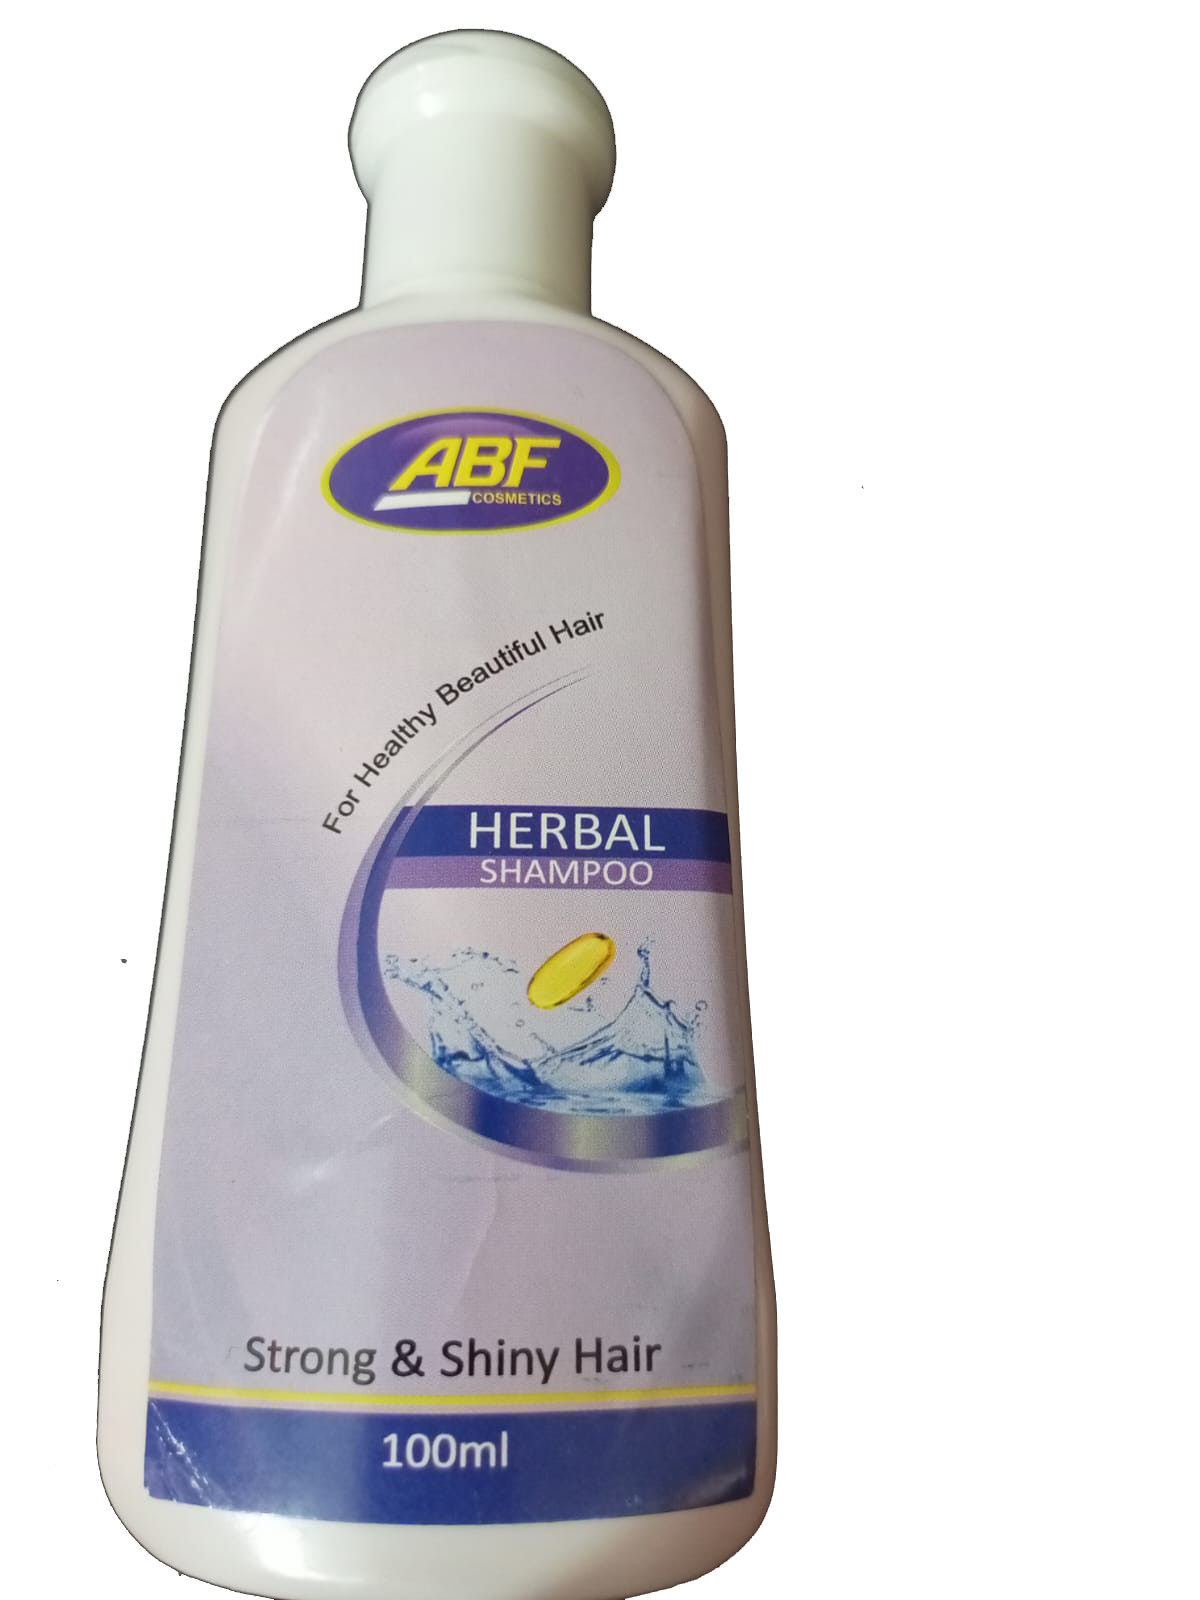 ABF
COSMETICS
For Healthy Beautiful Hair
HERBAL
SHAMPOO
Strong & Shiny Hair
100ml